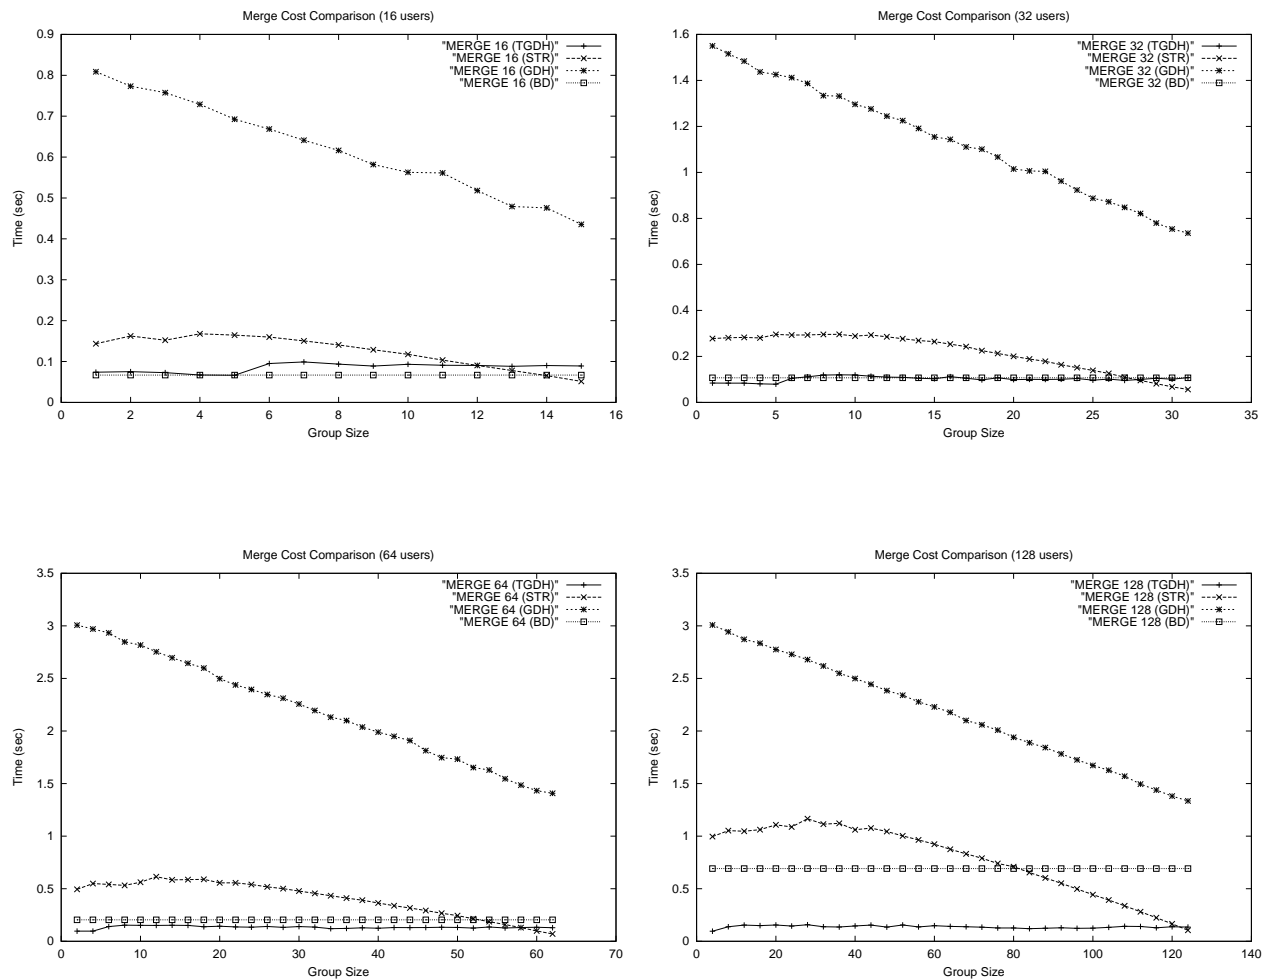 Merge Cost Comparison (16 users)
0.9
0.8
0.7
0.6
0.5
0.4
0.3
0.2
0.1
0
Time (sec)
"MERGE 16 (TGDH)"
"MERGE 16 (STR)"
"MERGE 16 (GDH)"
"MERGE 16 (BD)"
0 2 4 6 8 10 12 14 16
Group Size
Merge Cost Comparison (32 users)
1.6
1.4
1.2
1
0.8
0.6
0.4
0.2
0
Time (sec)
"MERGE 32 (TGDH)"
"MERGE 32 (STR)"
"MERGE 32 (GDH)"
"MERGE 32 (BD)"
0 5 10 15 20 25 30 35
Group Size
Merge Cost Comparison (64 users)
3.5
3
2.5
2
1.5
1
0.5
0
Time (sec)
"MERGE 64 (TGDH)"
"MERGE 64 (STR)"
"MERGE 64 (GDH)"
"MERGE 64 (BD)"
0 10 20 30 40 50 60 70
Group Size
Merge Cost Comparison (128 users)
3.5
3
2.5
2
1.5
1
0.5
0
Time (sec)
"MERGE 128 (TGDH)"
"MERGE 128 (STR)"
"MERGE 128 (GDH)"
"MERGE 128 (BD)"
0 20 40 60 80 100 120 140
Group Size